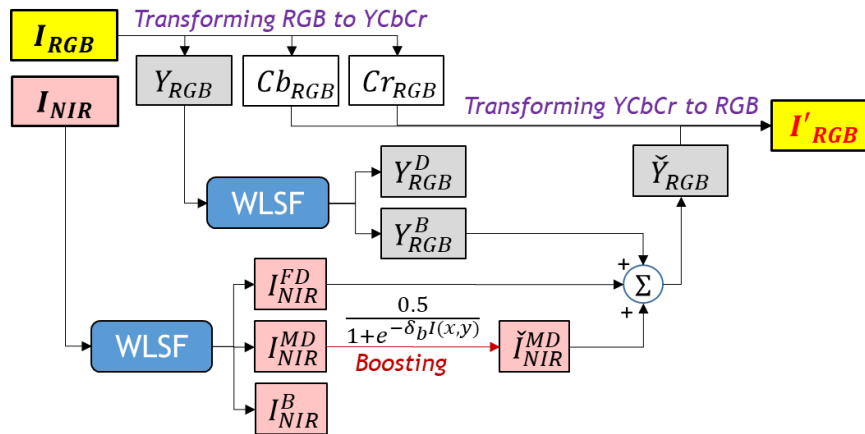 I_RGB
Transforming RGB to YCbCr
I_NIR
Y_RGB
Cb_RGB
Cr_RGB
Transforming YCbCr to RGB
I'_RGB
WLSF
Y^D_RGB
Y̌_RGB
Y^B_RGB
+
Σ
+
I^FD_NIR
0.5
1+e^{-δ_b I(x,y)}
WLSF
I^MD_NIR
Boosting
Ǐ^MD_NIR
I^B_NIR